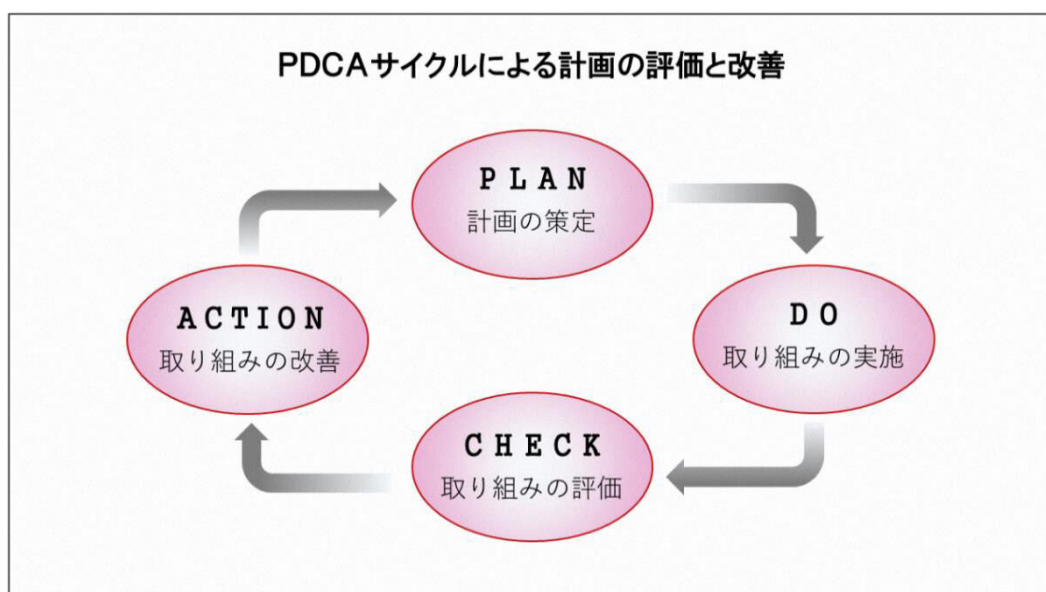 PDCAサイクルによる計画の評価と改善
PLAN
計画の策定
DO
取り組みの実施
CHECK
取り組みの評価
ACTION
取り組みの改善